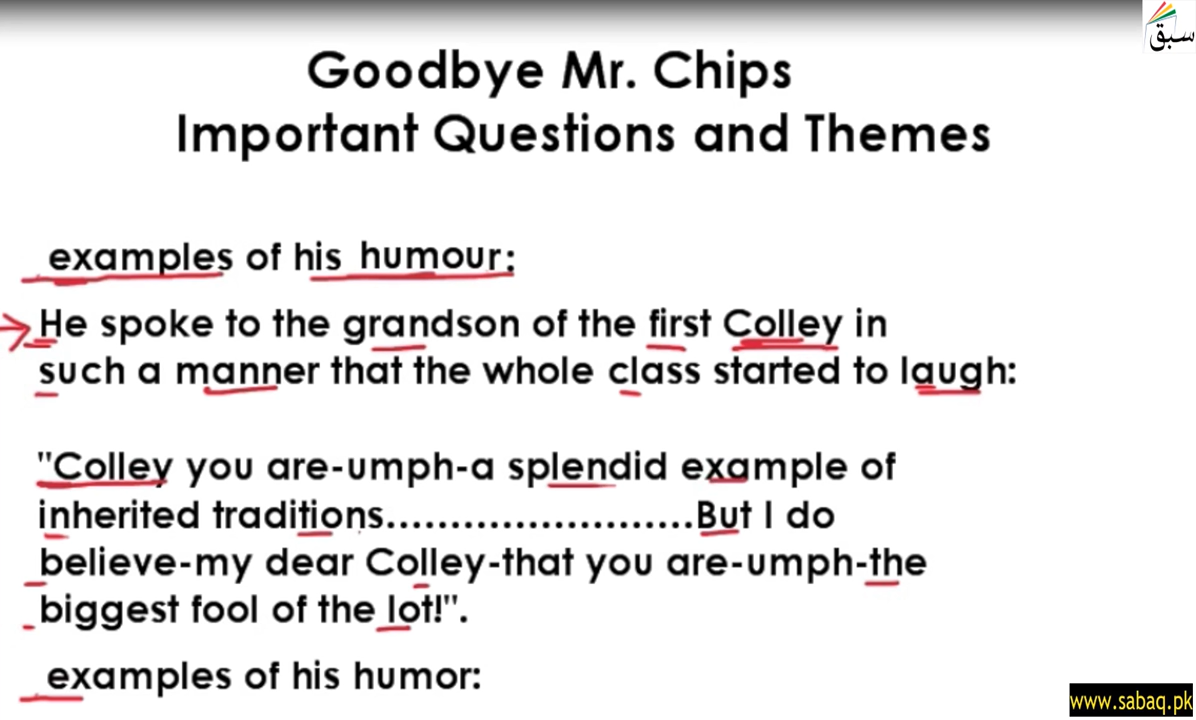 سبق
Goodbye Mr. Chips
Important Questions and Themes
examples of his humour:
He spoke to the grandson of the first Colley in
such a manner that the whole class started to laugh:
"Colley you are-umph-a splendid example of
inherited traditions........................But I do
believe-my dear Colley-that you are-umph-the
biggest fool of the lot!".
examples of his humor:
www.sabaq.pk